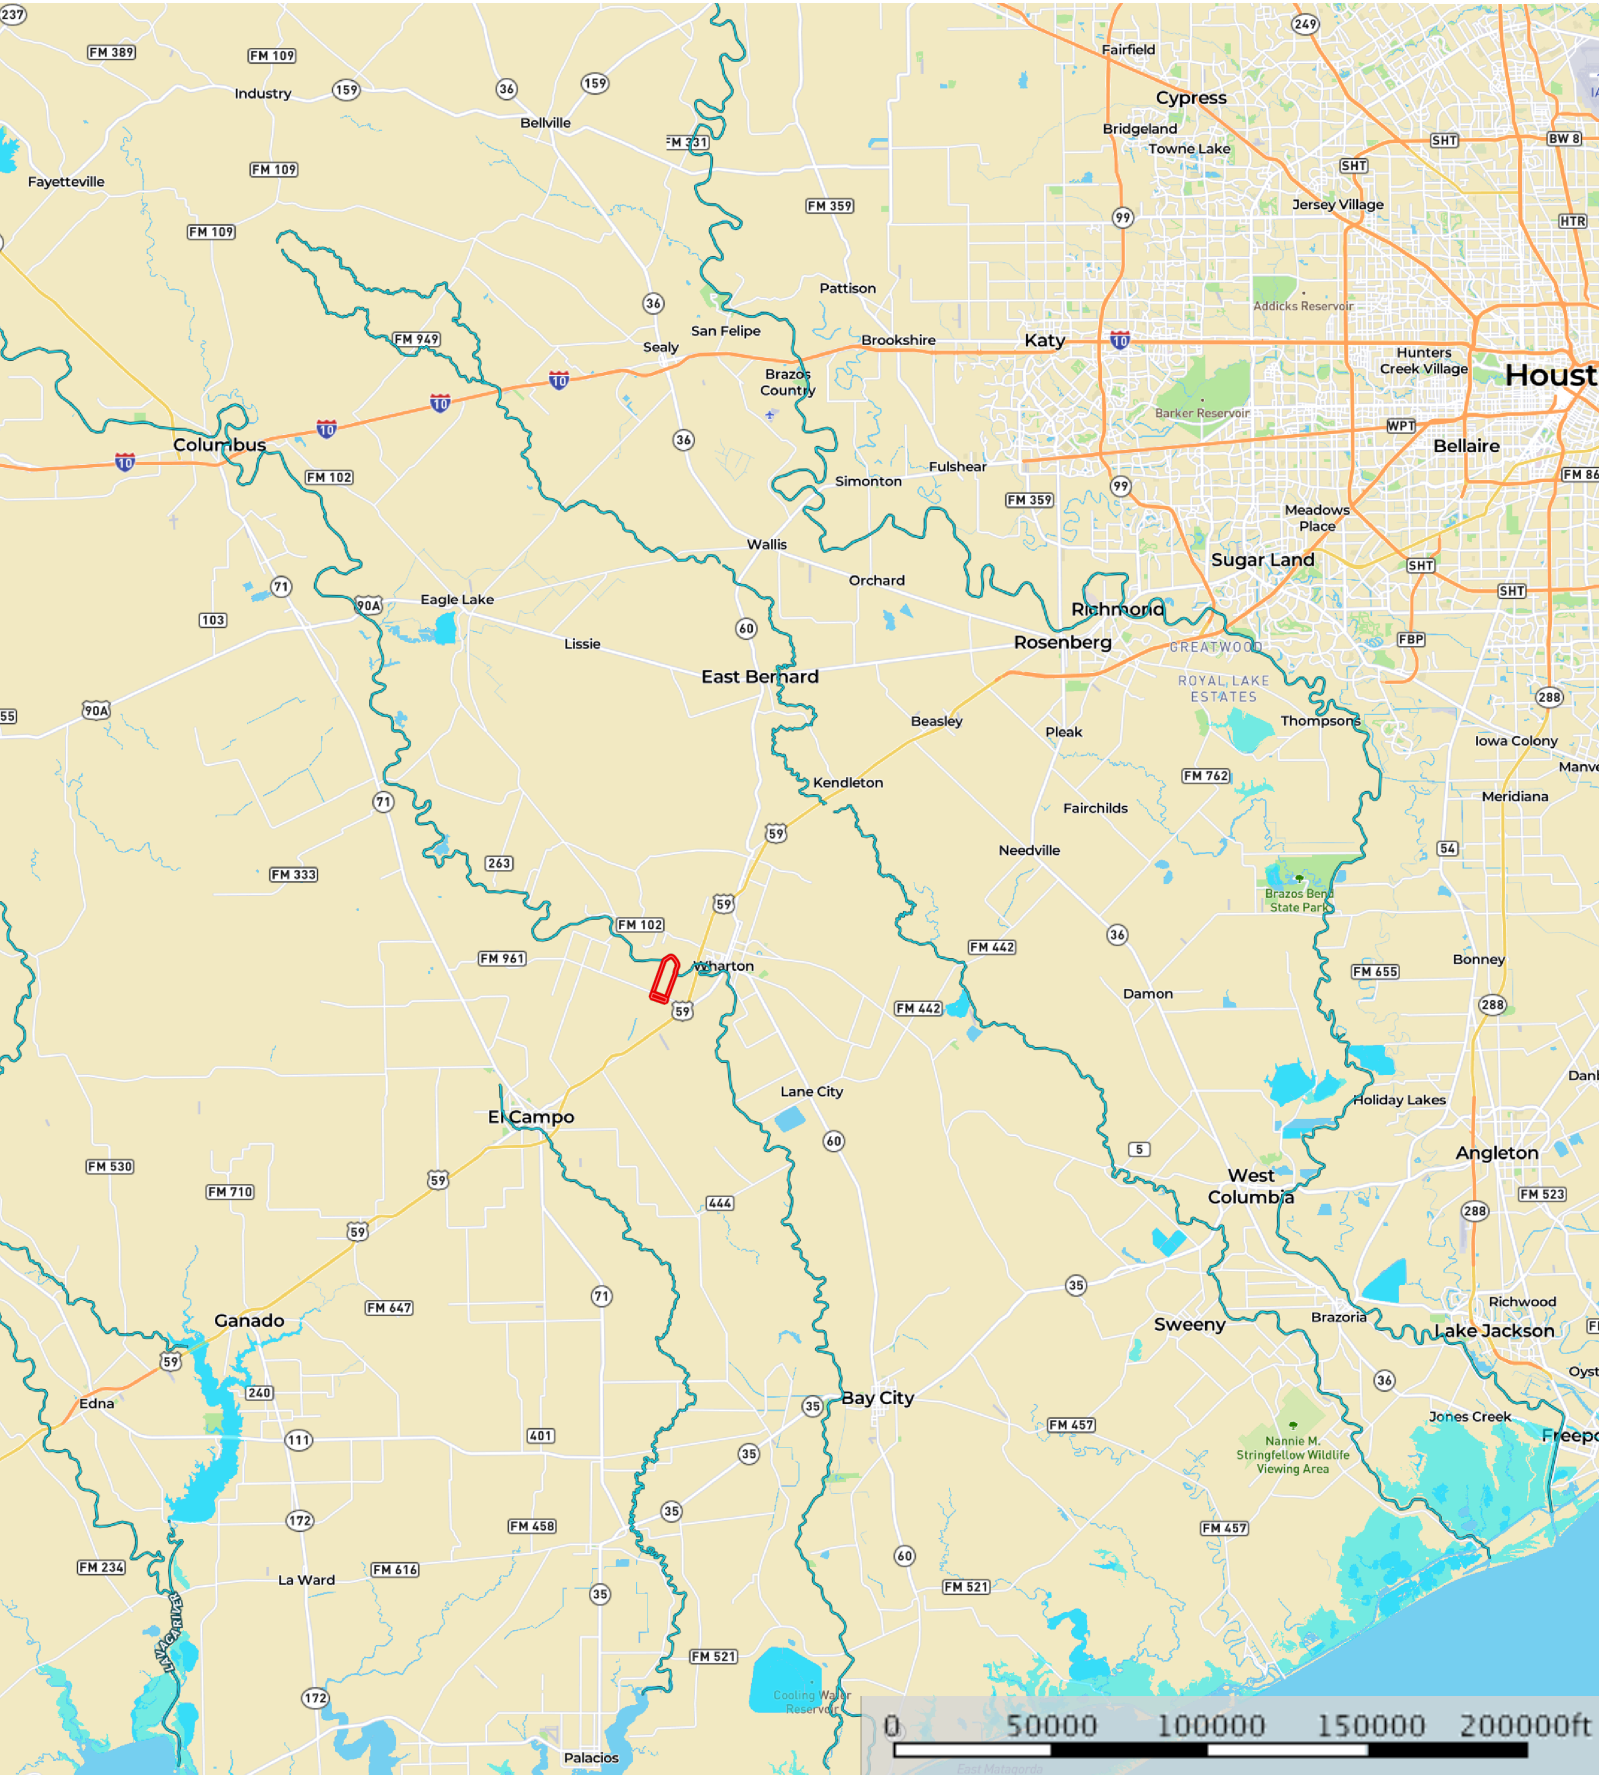 237
249
FM 389
FM 109
Fairfield
159
36
159
Industry
Cypress
Bellville
Bridgeland
SHT
BW 8
FM 331
Towne Lake
FM 109
SHT
Fayetteville
FM 359
Jersey Village
99
HTR
FM 109
Pattison
36
Addicks Reservoir
San Felipe
FM 949
Brookshire
Katy
10
Sealy
Hunters
Creek Village
Houst
Brazos
Country
10
10
Barker Reservoir
WPT
10
36
Columbus
Bellaire
10
FM 102
Fulshear
FM 86
Simonton
99
FM 359
Meadows
Place
Wallis
Sugar Land
SHT
Orchard
71
SHT
Eagle Lake
90A
Richmond
103
60
FBP
Lissie
Rosenberg
GREATWOOD
East Bernard
ROYAL LAKE
ESTATES
288
90A
55
Beasley
Thompsons
Pleak
Iowa Colony
Manve
FM 762
Kendleton
Meridiana
71
Fairchilds
59
54
Needville
263
FM 333
Brazos Bend
State Park
59
FM 102
36
FM 442
FM 961
Bonney
Wharton
FM 655
Damon
288
59
FM 442
Danb
Lane City
Holiday Lakes
El Campo
60
5
Angleton
FM 530
59
West
Columbia
FM 710
FM 523
444
288
59
35
71
Richwood
FM 647
Ganado
Brazoria
Sweeny
Lake Jackson
59
Oyst
36
240
Edna
Bay City
35
Jones Creek
FM 457
401
Freepo
111
Nannie M.
Stringfellow Wildlife
Viewing Area
35
35
172
FM 458
FM 457
60
FM 234
FM 616
La Ward
FM 521
35
LAVACA RIVER
FM 521
172
Cooling Water
Reservoir
0 50000 100000 150000 200000ft
Palacios
East Matagorda